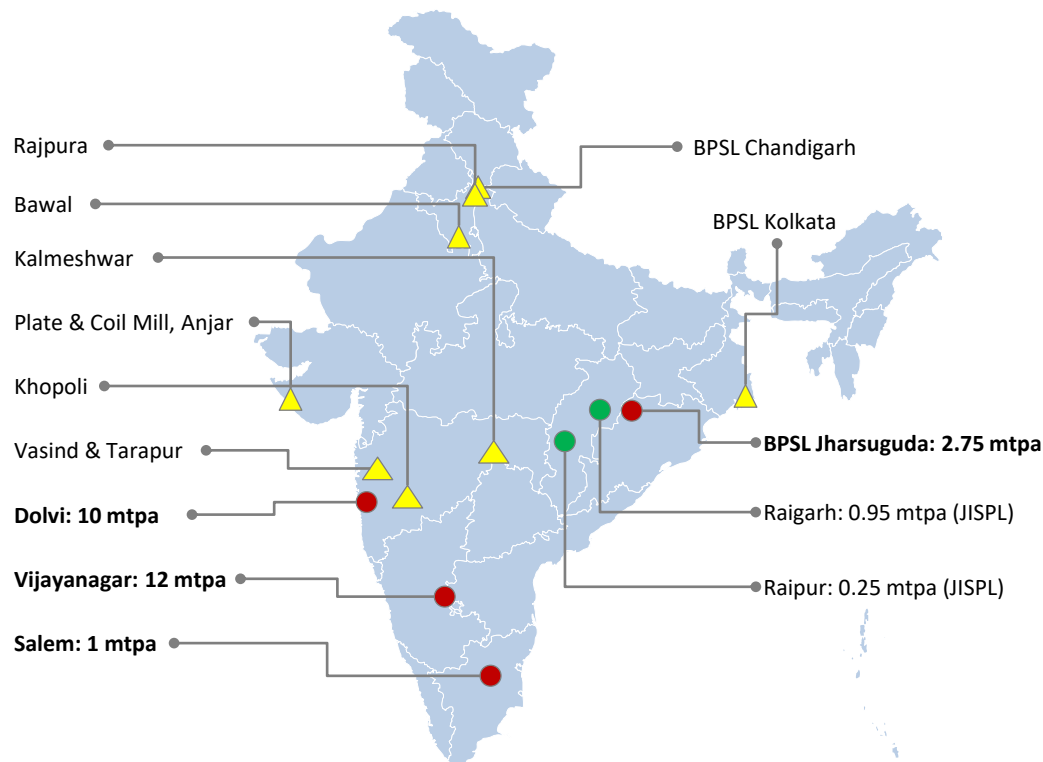 Rajpura
BPSL Chandigarh
Bawal
BPSL Kolkata
Kalmeshwar
Plate & Coil Mill, Anjar
Khopoli
Vasind & Tarapur
BPSL Jharsuguda: 2.75 mtpa
Dolvi: 10 mtpa
Raigarh: 0.95 mtpa (JISPL)
Vijayanagar: 12 mtpa
Raipur: 0.25 mtpa (JISPL)
Salem: 1 mtpa